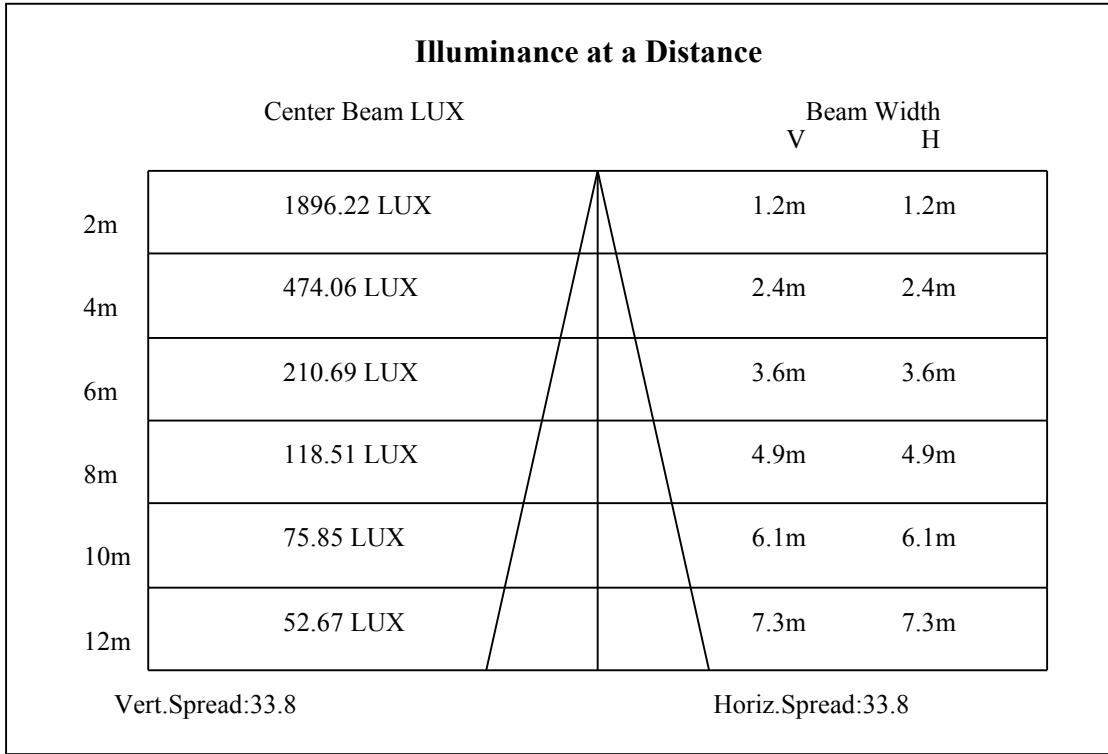 Illuminance at a Distance
Center Beam LUX Beam Width
V H
2m 1896.22 LUX 1.2m 1.2m
4m 474.06 LUX 2.4m 2.4m
6m 210.69 LUX 3.6m 3.6m
8m 118.51 LUX 4.9m 4.9m
10m 75.85 LUX 6.1m 6.1m
12m 52.67 LUX 7.3m 7.3m
Vert.Spread:33.8 Horiz.Spread:33.8